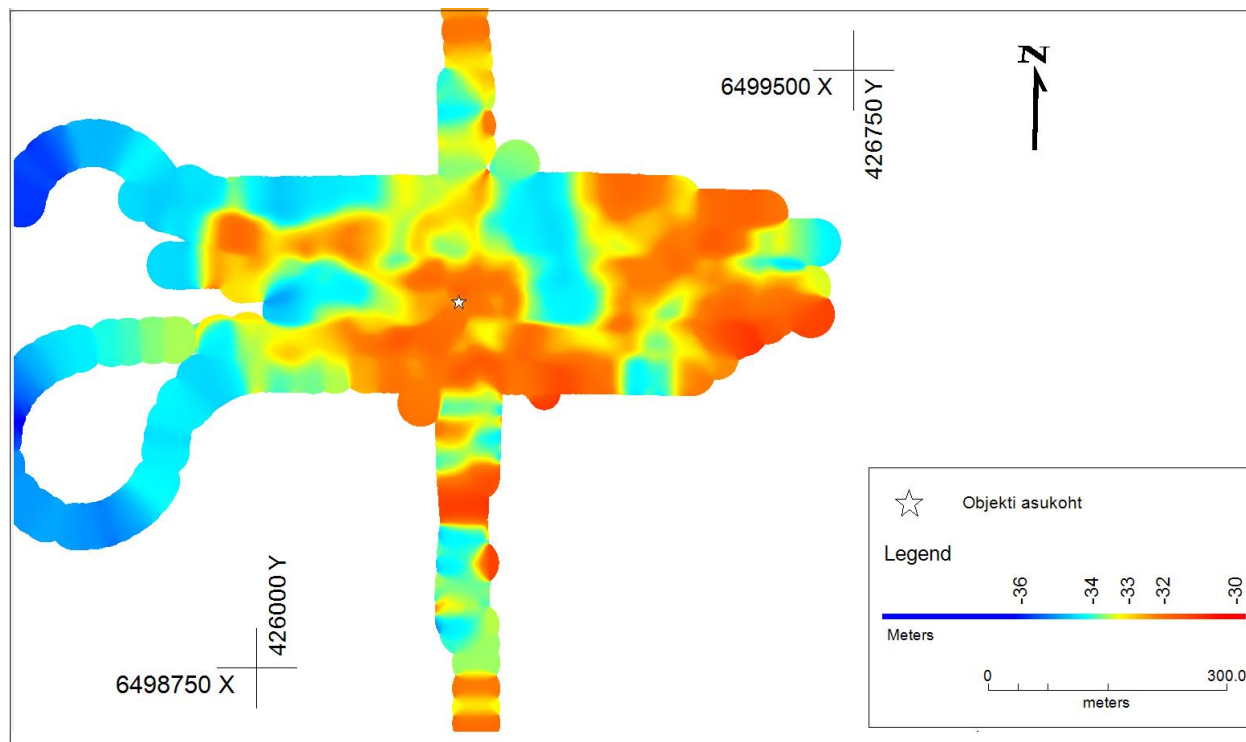 N
6499500 X
426750 Y
Objekti asukoht
Legend
-36 -34 -33 -32 -30
Meters
0 300.0
meters
426000 Y
6498750 X